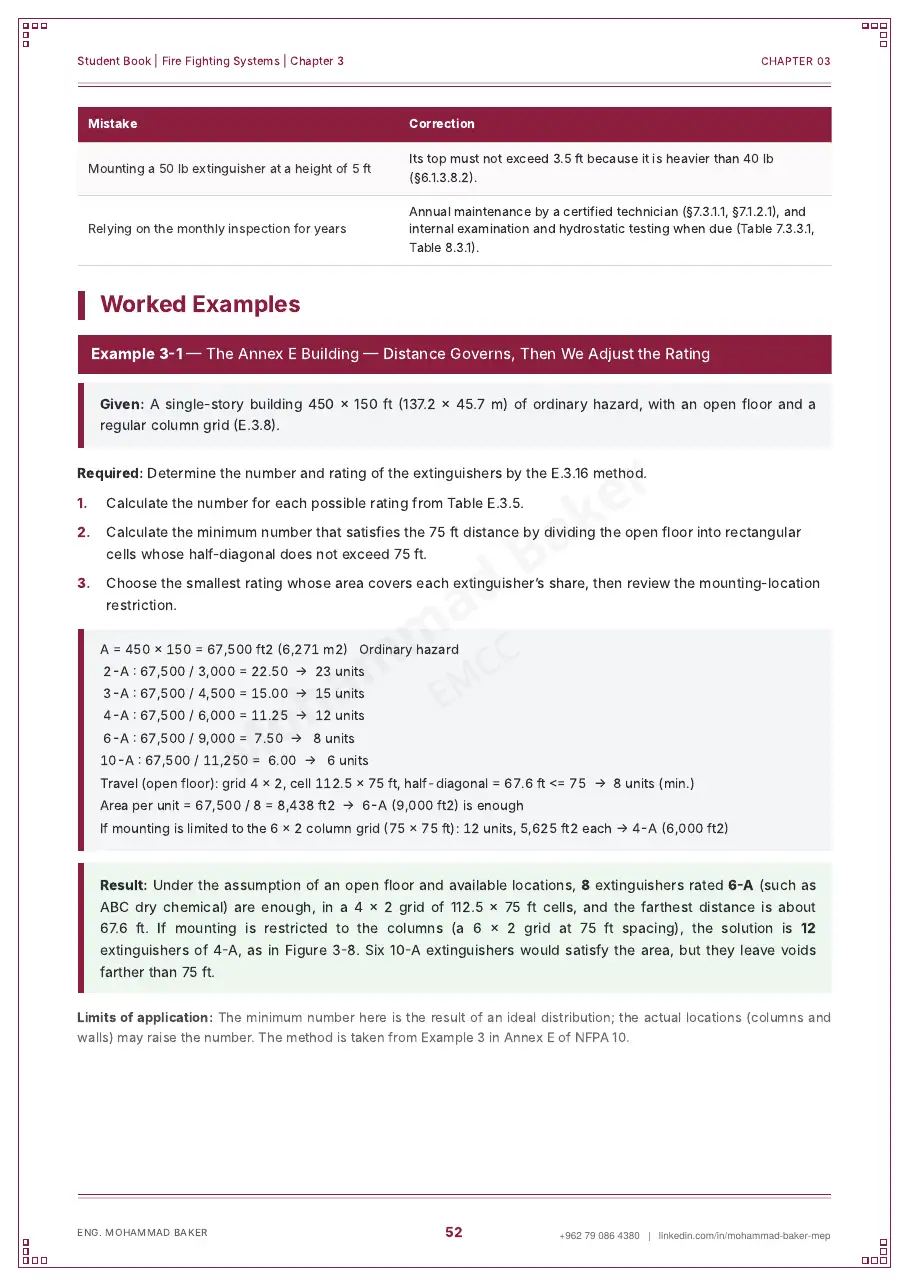 Student Book | Fire Fighting Systems | Chapter 3
CHAPTER 03
Mistake
Correction
Mounting a 50 lb extinguisher at a height of 5 ft
Its top must not exceed 3.5 ft because it is heavier than 40 lb
(§6.1.3.8.2).
Relying on the monthly inspection for years
Annual maintenance by a certified technician (§7.3.1.1, §7.1.2.1), and
internal examination and hydrostatic testing when due (Table 7.3.3.1,
Table 8.3.1).
Worked Examples
Example 3-1 — The Annex E Building — Distance Governs, Then We Adjust the Rating
Given: A single-story building 450 × 150 ft (137.2 × 45.7 m) of ordinary hazard, with an open floor and a
regular column grid (E.3.8).
Required: Determine the number and rating of the extinguishers by the E.3.16 method.
1. Calculate the number for each possible rating from Table E.3.5.
2. Calculate the minimum number that satisfies the 75 ft distance by dividing the open floor into rectangular
cells whose half-diagonal does not exceed 75 ft.
3. Choose the smallest rating whose area covers each extinguisher's share, then review the mounting-location
restriction.
A = 450 × 150 = 67,500 ft2 (6,271 m2) Ordinary hazard
2-A : 67,500 / 3,000 = 22.50 → 23 units
3-A : 67,500 / 4,500 = 15.00 → 15 units
4-A : 67,500 / 6,000 = 11.25 → 12 units
6-A : 67,500 / 9,000 = 7.50 → 8 units
10-A : 67,500 / 11,250 = 6.00 → 6 units
Travel (open floor): grid 4 × 2, cell 112.5 × 75 ft, half-diagonal = 67.6 ft <= 75 → 8 units (min.)
Area per unit = 67,500 / 8 = 8,438 ft2 → 6-A (9,000 ft2) is enough
If mounting is limited to the 6 × 2 column grid (75 × 75 ft): 12 units, 5,625 ft2 each → 4-A (6,000 ft2)
Result: Under the assumption of an open floor and available locations, 8 extinguishers rated 6-A (such as
ABC dry chemical) are enough, in a 4 × 2 grid of 112.5 × 75 ft cells, and the farthest distance is about
67.6 ft. If mounting is restricted to the columns (a 6 × 2 grid at 75 ft spacing), the solution is 12
extinguishers of 4-A, as in Figure 3-8. Six 10-A extinguishers would satisfy the area, but they leave voids
farther than 75 ft.
Limits of application: The minimum number here is the result of an ideal distribution; the actual locations (columns and
walls) may raise the number. The method is taken from Example 3 in Annex E of NFPA 10.
Mohammad Baker
EMCC
ENG. MOHAMMAD BAKER
52
+962 79 086 4380 | linkedin.com/in/mohammad-baker-mep